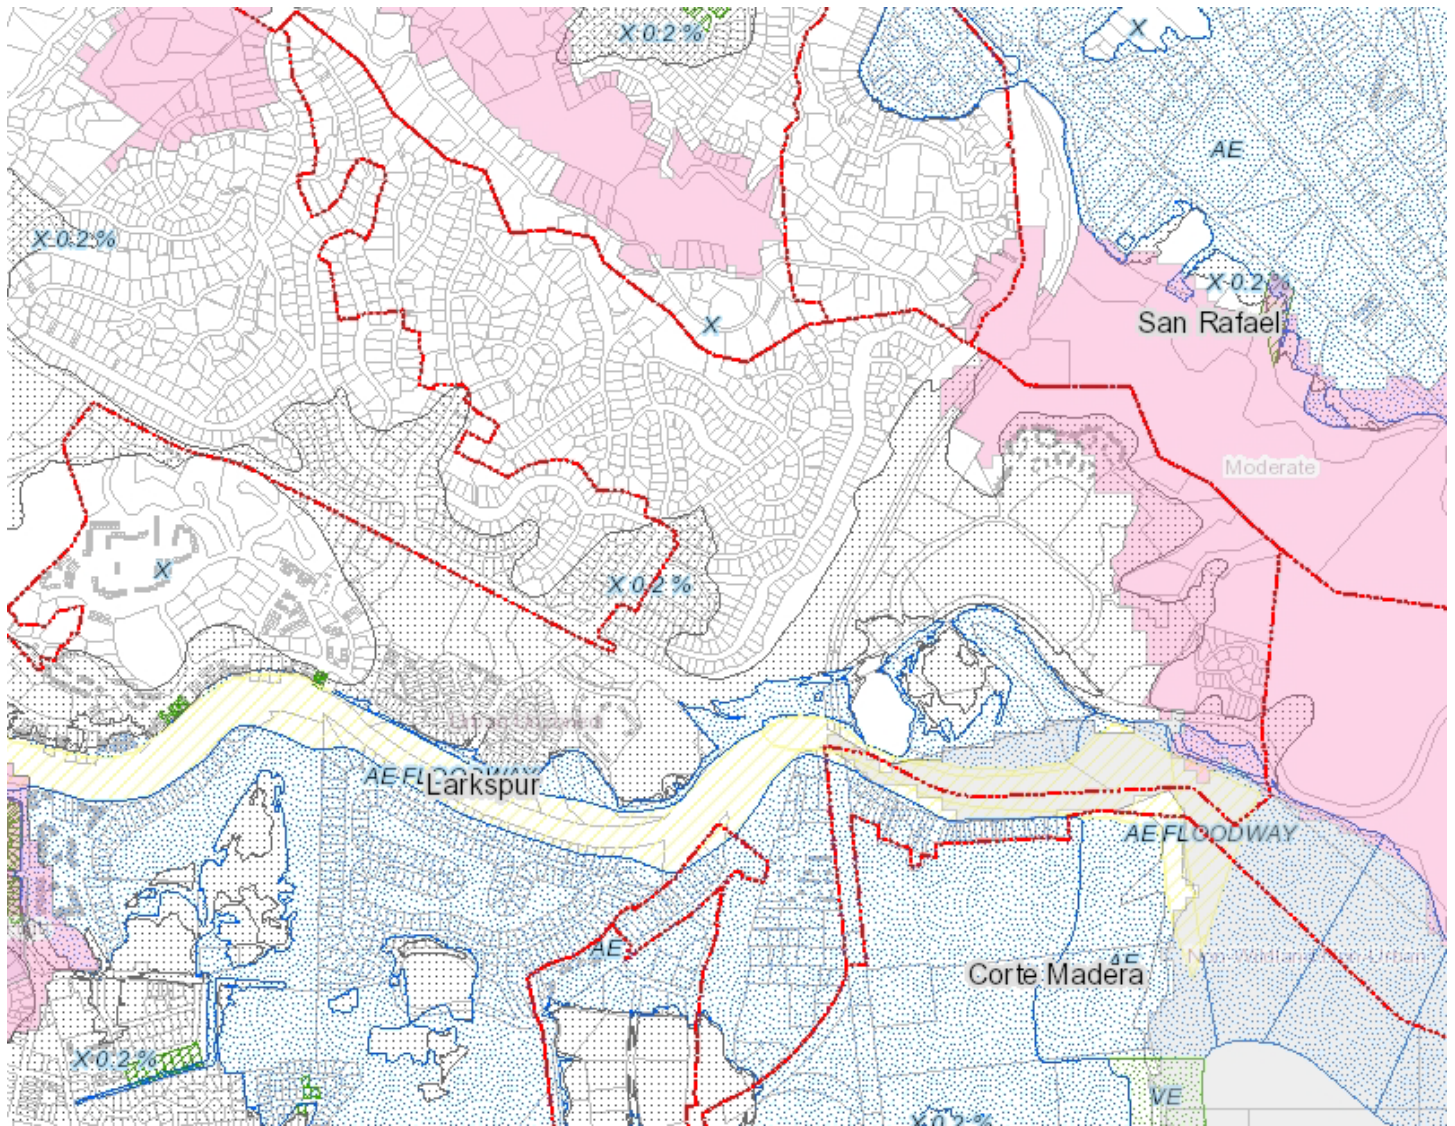 X 0.2 %
X
AE
X 0.2 %
X 0.2 %
San Rafael
X
Moderate
X
X 0.2 %
AE FLOODWAY
Larkspur
AE FLOODWAY
AE
AE
Corte Madera
X 0.2 %
VE
X 0.2 %